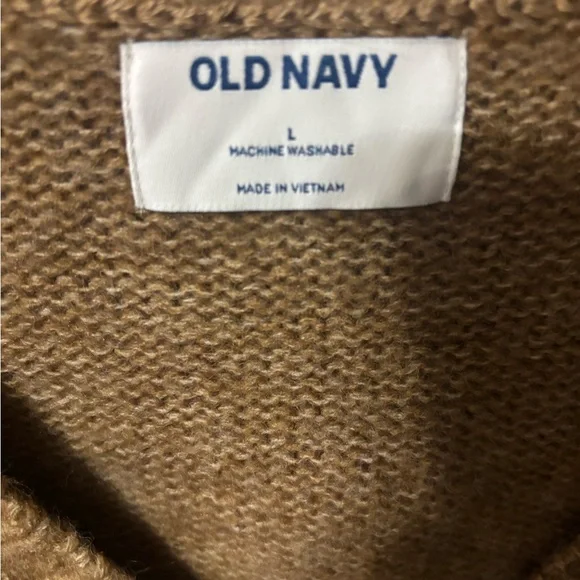 OLD NAVY
L
MACHINE WASHABLE
MADE IN VIETNAM